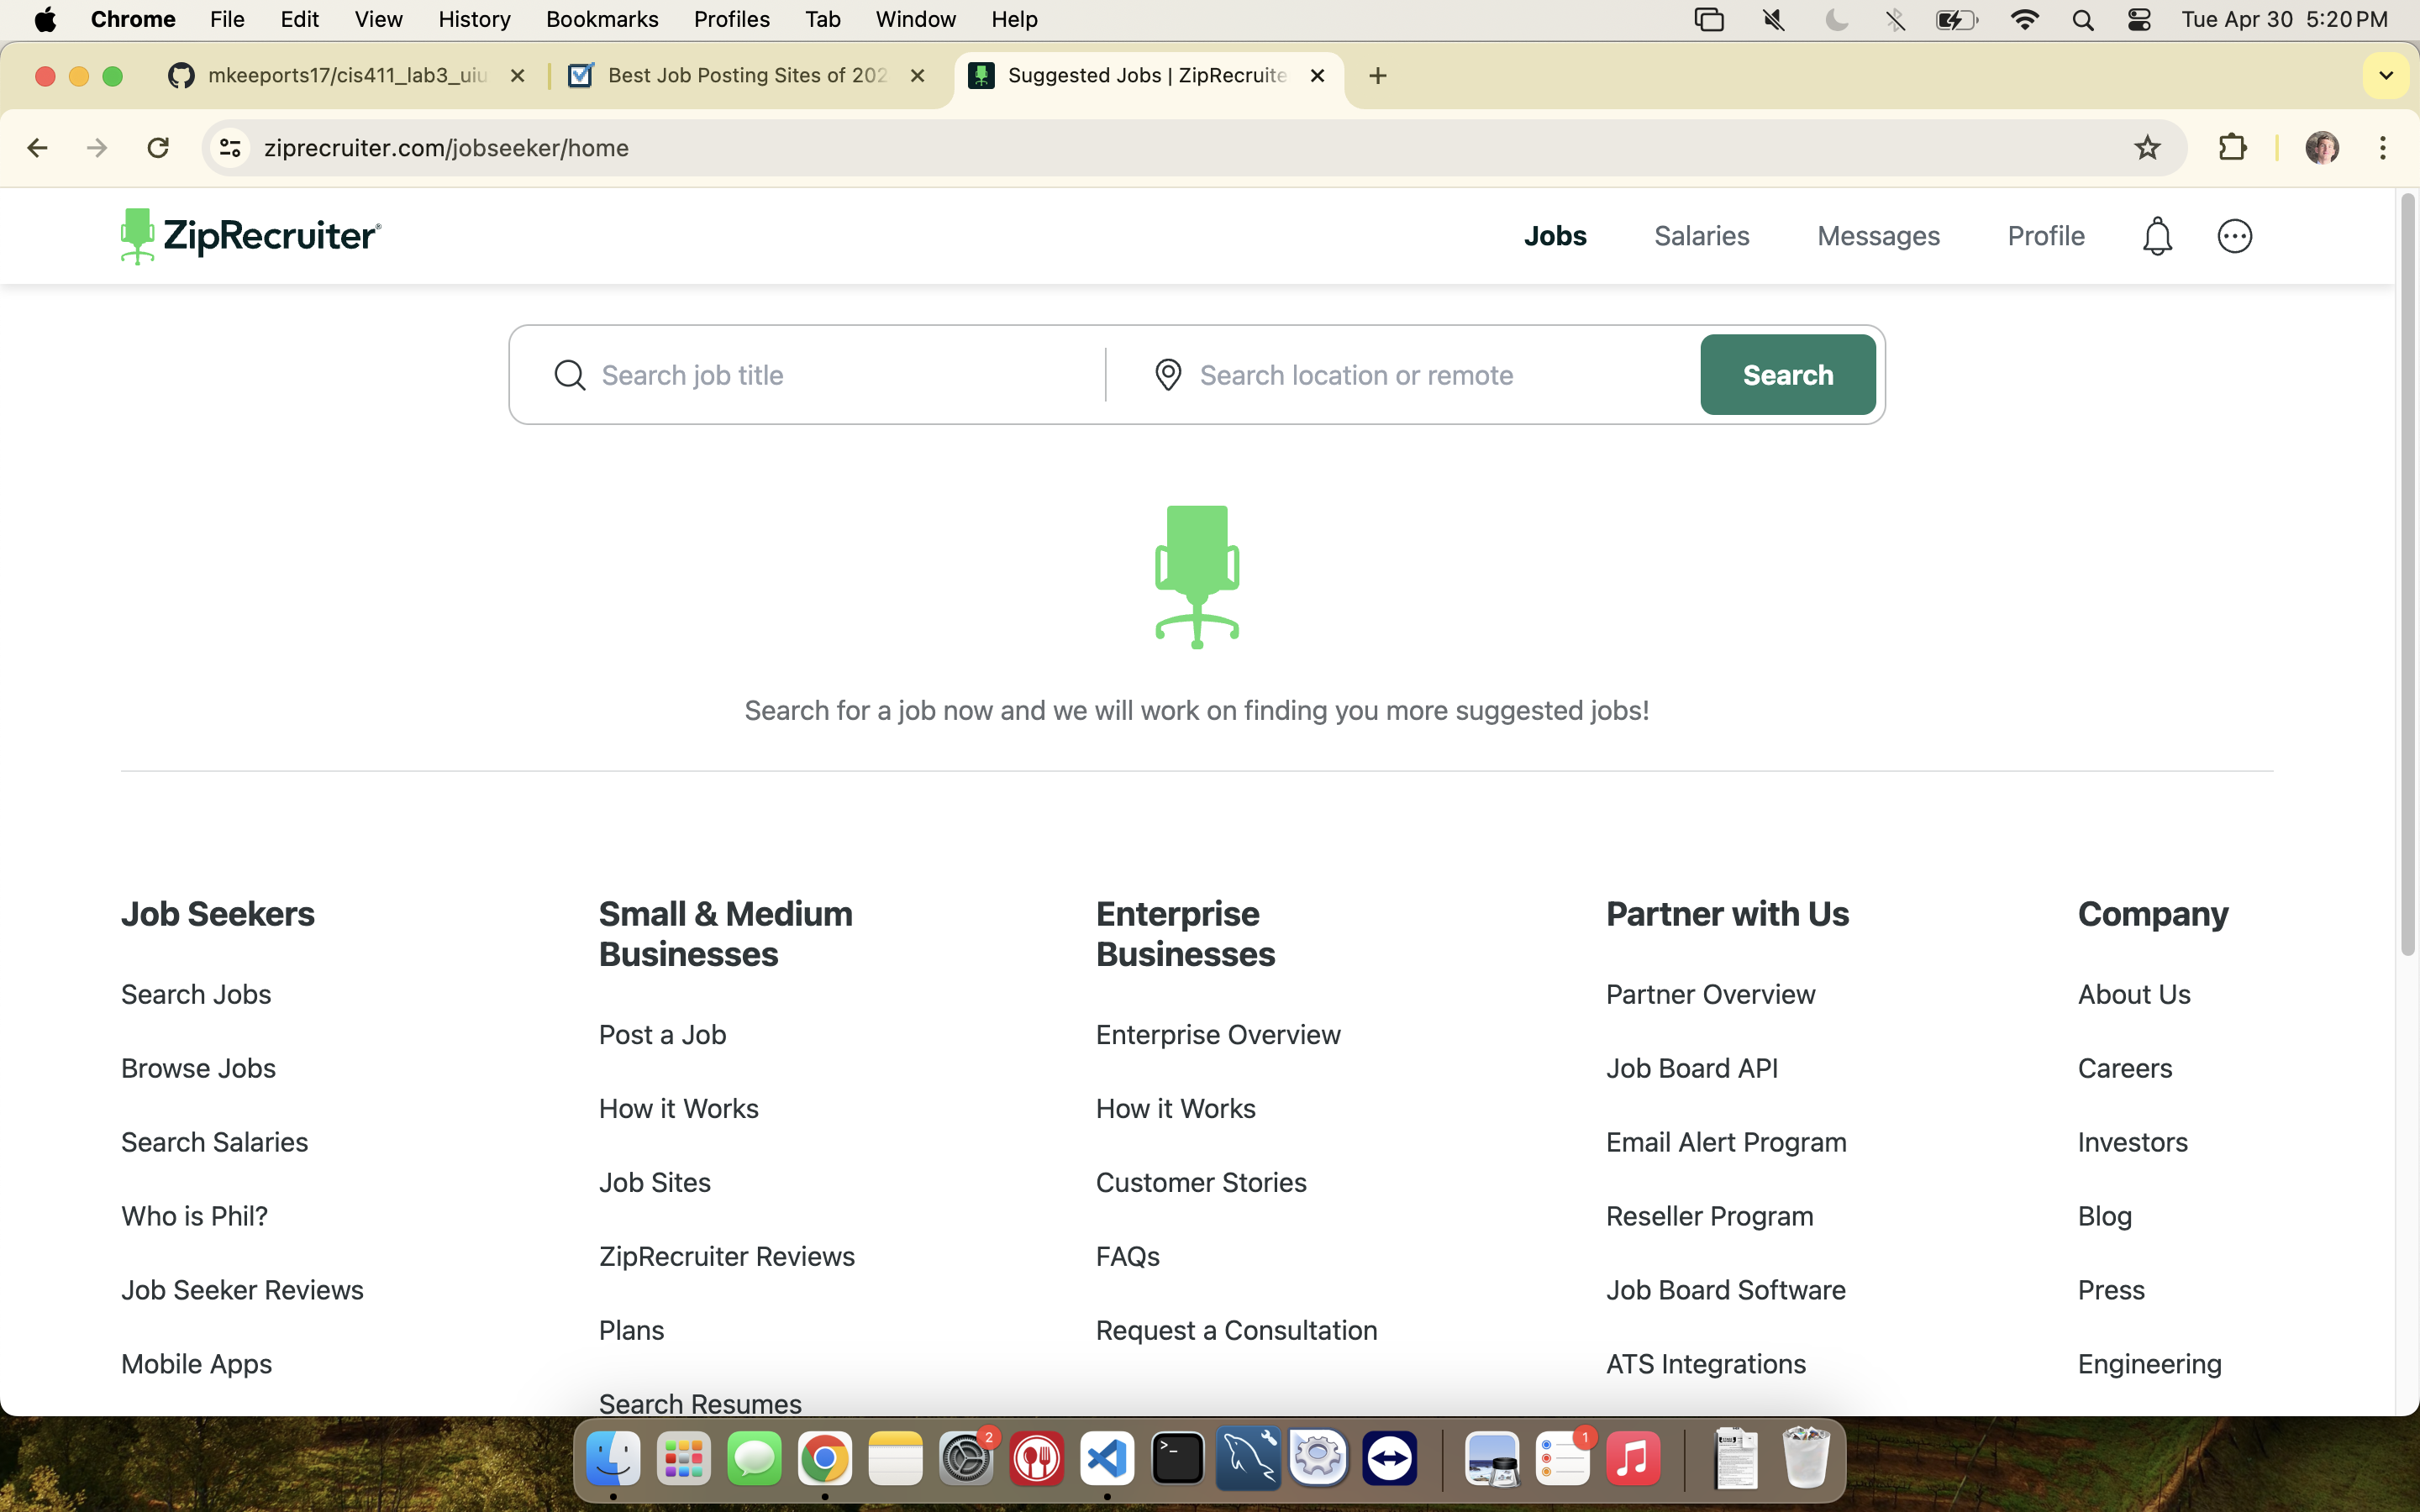 Chrome File Edit View History Bookmarks Profiles Tab Window Help Tue Apr 30 5:20 PM
mkeeports17/cis411_lab3_uiu Best Job Posting Sites of 202 Suggested Jobs | ZipRecruite
ziprecruiter.com/jobseeker/home
ZipRecruiter® Jobs Salaries Messages Profile
Search job title Search location or remote Search
Search for a job now and we will work on finding you more suggested jobs!
Job Seekers
Search Jobs
Browse Jobs
Search Salaries
Who is Phil?
Job Seeker Reviews
Mobile Apps
Small & Medium
Businesses
Post a Job
How it Works
Job Sites
ZipRecruiter Reviews
Plans
Search Resumes
Enterprise
Businesses
Enterprise Overview
How it Works
Customer Stories
FAQs
Request a Consultation
Partner with Us
Partner Overview
Job Board API
Email Alert Program
Reseller Program
Job Board Software
ATS Integrations
Company
About Us
Careers
Investors
Blog
Press
Engineering
2 >_ 1